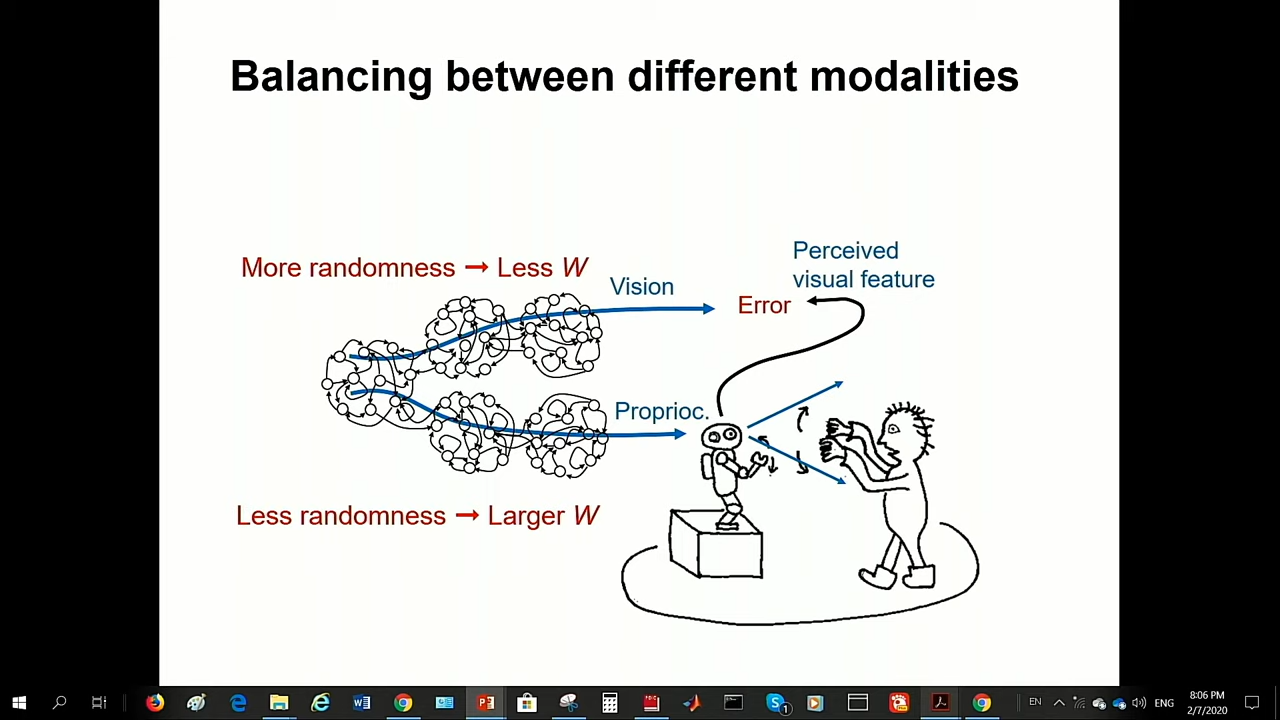 Balancing between different modalities
More randomness → Less W
Vision
Perceived
visual feature
Error
Proprioc.
Less randomness → Larger W
EN
ENG
8:06 PM
2/7/2020